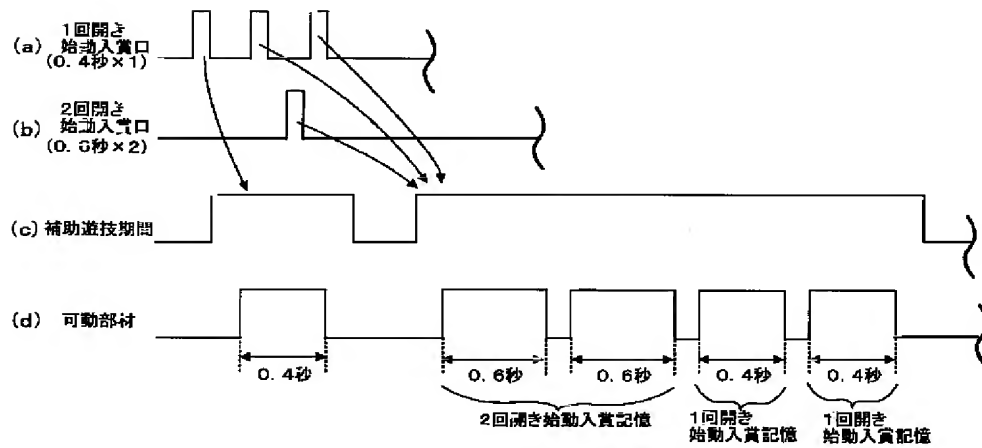 (a) 1回開き
始動入賞口
(0.4秒×1)
(b) 2回開き
始動入賞口
(0.6秒×2)
(c) 補助遊技期間
(d) 可動部材
0.4秒
0.6秒
0.6秒
0.4秒
0.4秒
2回開き始動入賞記憶
1回開き
始動入賞記憶
1回開き
始動入賞記憶